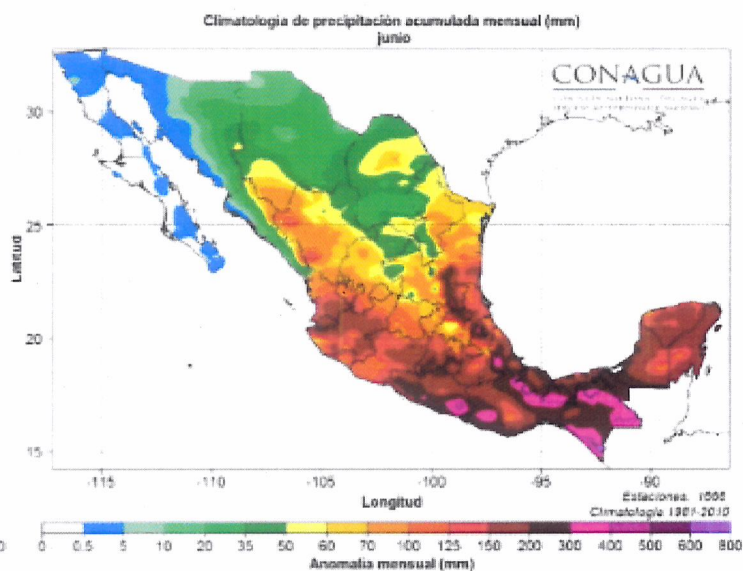 Climatología de precipitación acumulada mensual (mm)
junio
CONAGUA
Latitud
30
25
20
15
-115
-110
-105
-100
-95
-90
Longitud
Estaciones.
Climatología 1981-2010
0
0 0.5 5 10 20 35 50 60 70 100 125 150 200 300 400 500 600 800
Anomalía mensual (mm)